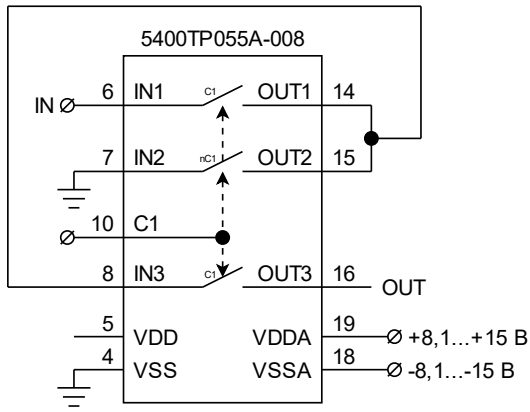 5400TP055A-008
IN 6 IN1 C1 OUT1 14
7 IN2 nC1 OUT2 15
10 C1
8 IN3 C1 OUT3 16 OUT
5 VDD VDDA 19 +8,1...+15 В
4 VSS VSSA 18 -8,1...-15 В